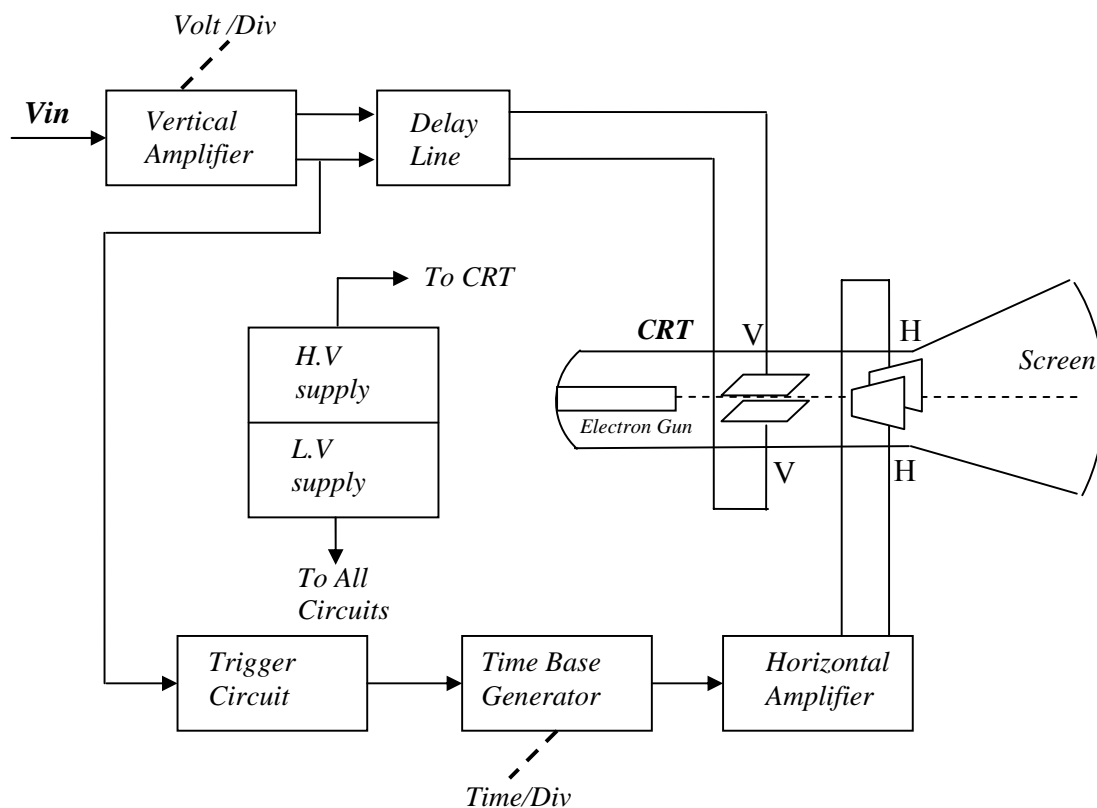 Volt /Div
Vin
Vertical
Amplifier
Delay
Line
To CRT
H.V
supply
L.V
supply
To All
Circuits
CRT
V
H
Screen
Electron Gun
V
H
Trigger
Circuit
Time Base
Generator
Horizontal
Amplifier
Time/Div